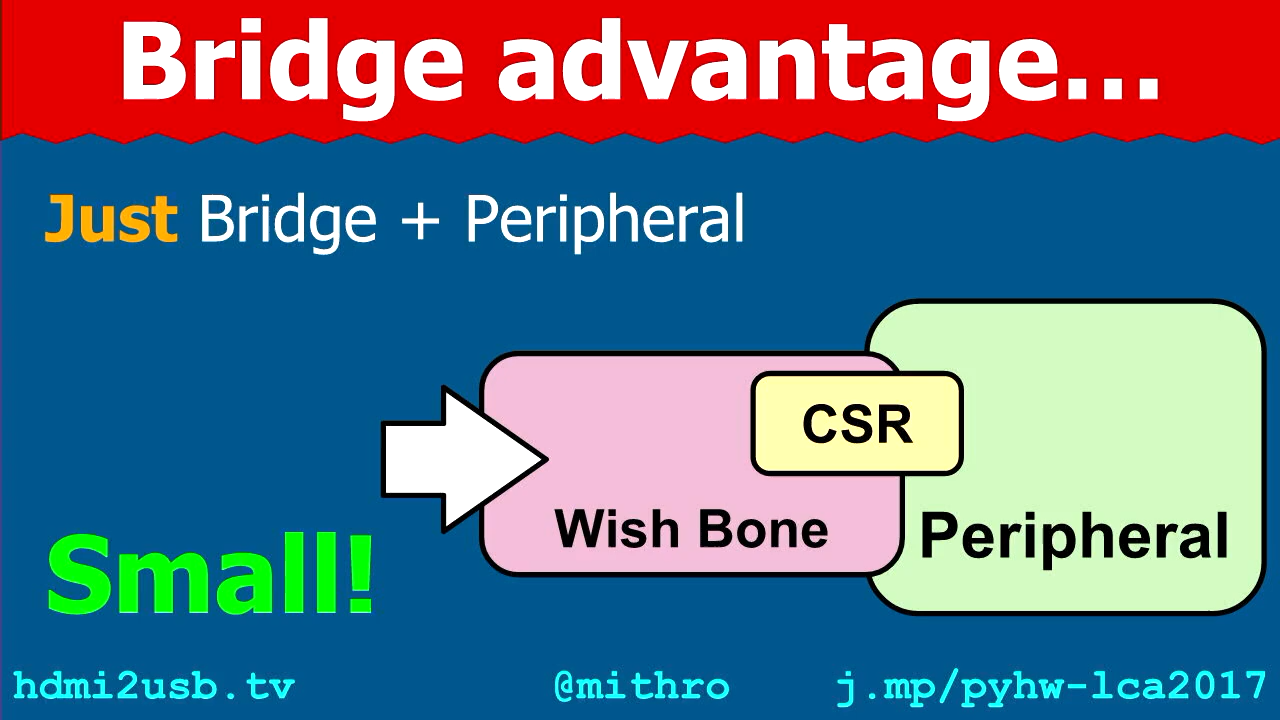 Bridge advantage...
Just Bridge + Peripheral
CSR
Wish Bone
Peripheral
Small!
hdmi2usb.tv @mithro j.mp/pyhw-lca2017